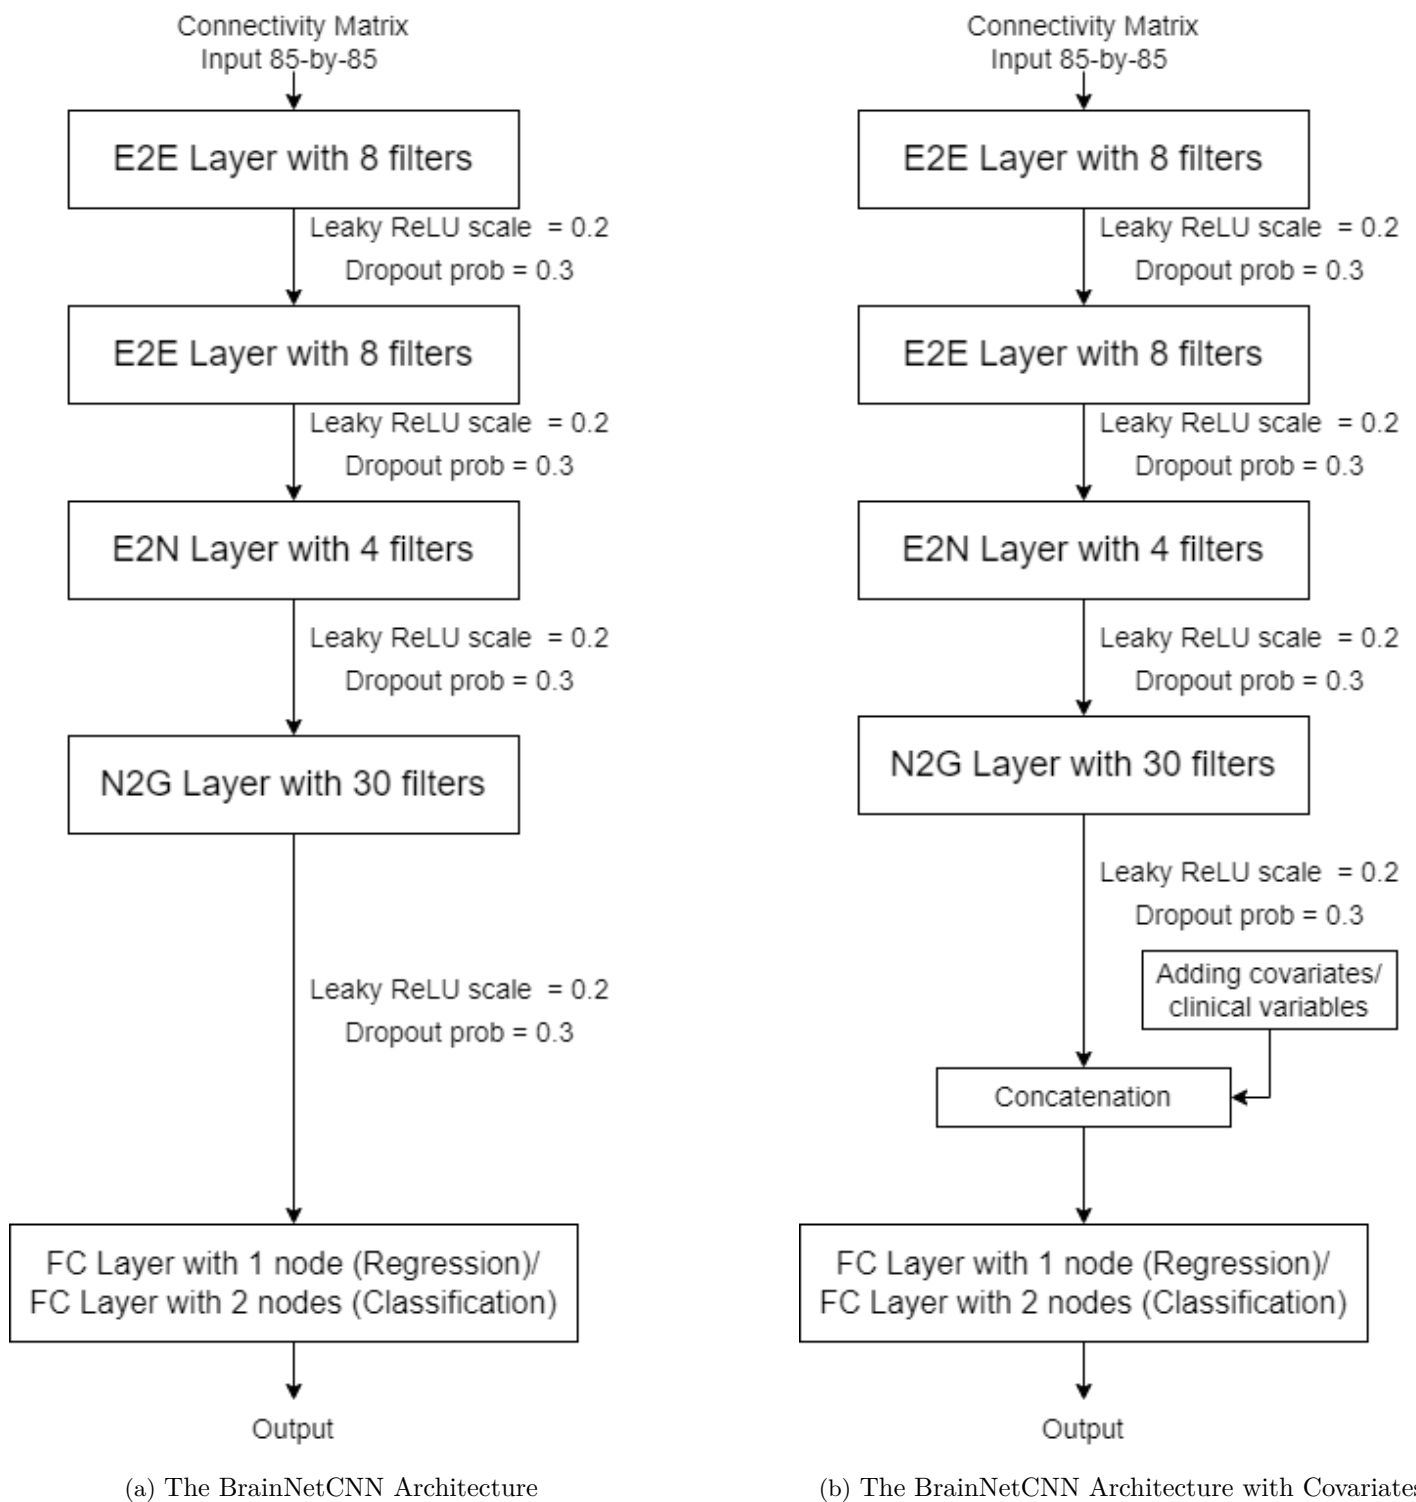 Connectivity Matrix
Input 85-by-85
E2E Layer with 8 filters
Leaky ReLU scale = 0.2
Dropout prob = 0.3
E2E Layer with 8 filters
Leaky ReLU scale = 0.2
Dropout prob = 0.3
E2N Layer with 4 filters
Leaky ReLU scale = 0.2
Dropout prob = 0.3
N2G Layer with 30 filters
Leaky ReLU scale = 0.2
Dropout prob = 0.3
FC Layer with 1 node (Regression)/
FC Layer with 2 nodes (Classification)
Output
(a) The BrainNetCNN Architecture
Connectivity Matrix
Input 85-by-85
E2E Layer with 8 filters
Leaky ReLU scale = 0.2
Dropout prob = 0.3
E2E Layer with 8 filters
Leaky ReLU scale = 0.2
Dropout prob = 0.3
E2N Layer with 4 filters
Leaky ReLU scale = 0.2
Dropout prob = 0.3
N2G Layer with 30 filters
Leaky ReLU scale = 0.2
Dropout prob = 0.3
Adding covariates/
clinical variables
Concatenation
FC Layer with 1 node (Regression)/
FC Layer with 2 nodes (Classification)
Output
(b) The BrainNetCNN Architecture with Covariates